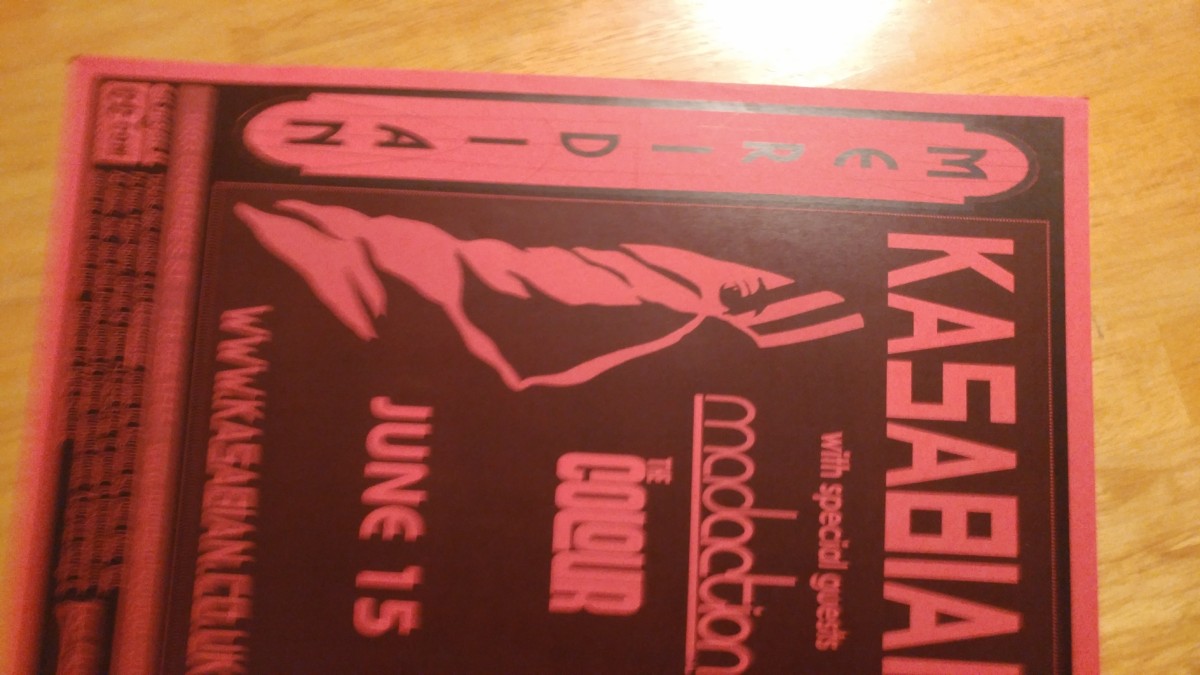 MERIDIAN
KASABIAN
with special guests
madaction
THE
COLOUR
JUNE 15
WWW.KASABIAN.CO.UK